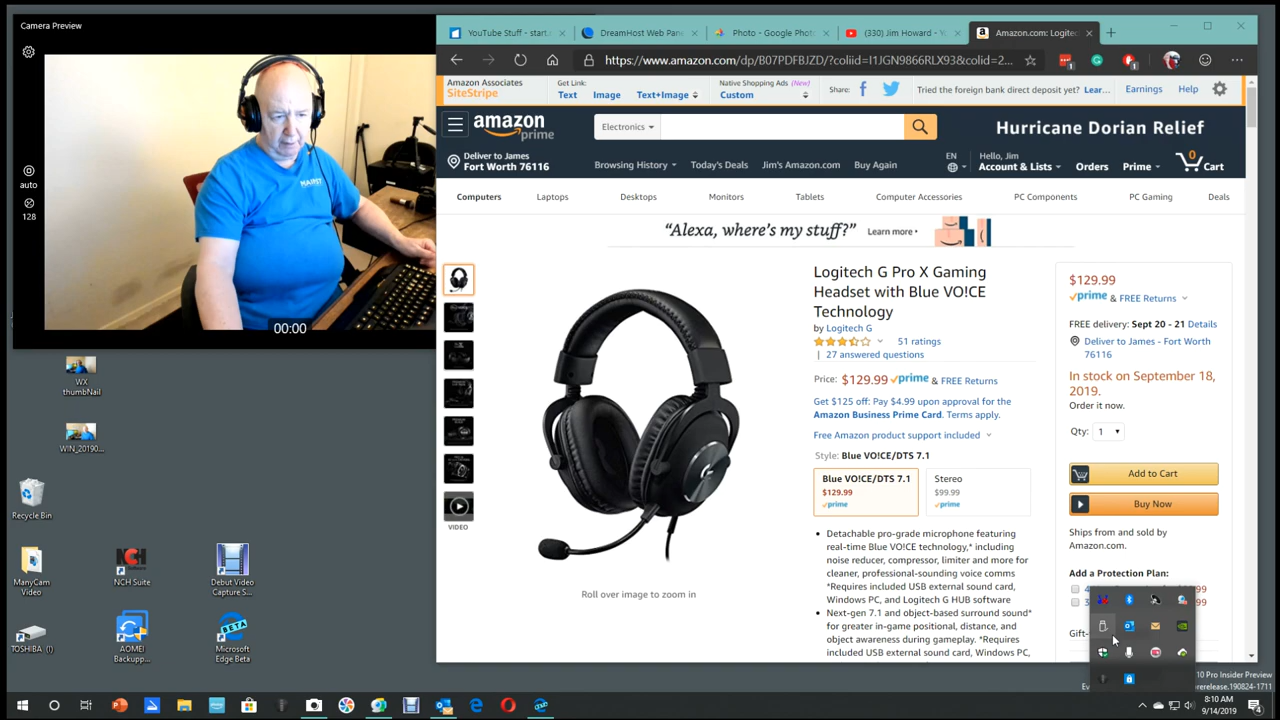 Camera Preview
YouTube Stuff - start.
DreamHost Web Pan
Photo - Google Phot
(330) Jim Howard - Y
Amazon.com: Logitec
https://www.amazon.com/dp/B07PDFBJZD/?coliid=I1JGN9866RLX93&colid=2...
Amazon Associates
SiteStripe
Get Link:
Text
Image
Text+Image
Native Shopping Ads (New)
Custom
Share:
Tried the foreign bank direct deposit yet? Lear...
Earnings
Help
amazon
prime
Electronics
Hurricane Dorian Relief
Deliver to James
Fort Worth 76116
Browsing History
Today's Deals
Jim's Amazon.com
Buy Again
EN
Hello, Jim
Account & Lists
Orders
Prime
0
Cart
Computers
Laptops
Desktops
Monitors
Tablets
Computer Accessories
PC Components
PC Gaming
Deals
“Alexa, where’s my stuff?”
Learn more
auto
128
00:00
Logitech G Pro X Gaming
Headset with Blue VO!CE
Technology
by Logitech G
51 ratings
| 27 answered questions
Price: $129.99 prime & FREE Returns
Get $125 off: Pay $4.99 upon approval for the
Amazon Business Prime Card. Terms apply.
Free Amazon product support included
Style: Blue VO!CE/DTS 7.1
Blue VO!CE/DTS 7.1
$129.99
prime
Stereo
$99.99
prime
Detachable pro-grade microphone featuring
real-time Blue VO!CE technology,* including
noise reducer, compressor, limiter and more for
cleaner, professional-sounding voice comms
*Requires included USB external sound card,
Windows PC, and Logitech G HUB software
Next-gen 7.1 and object-based surround sound*
for greater in-game positional, distance, and
object awareness during gameplay. *Requires
included USB external sound card, Windows PC,
VIDEO
Roll over image to zoom in
$129.99
prime & FREE Returns
FREE delivery: Sept 20 - 21 Details
Deliver to James - Fort Worth
76116
In stock on September 18,
2019.
Order it now.
Qty: 1
Add to Cart
Buy Now
Ships from and sold by
Amazon.com.
Add a Protection Plan:
Gift-
WX
thumbNail
WIN_20190...
Recycle Bin
ManyCam
Video
NCH Suite
Debut Video
Capture S...
TOSHIBA (I)
AOMEI
Backupp...
Microsoft
Edge Beta
10 Pro Insider Preview
rerelease.190824-1711
8:10 AM
9/14/2019
4